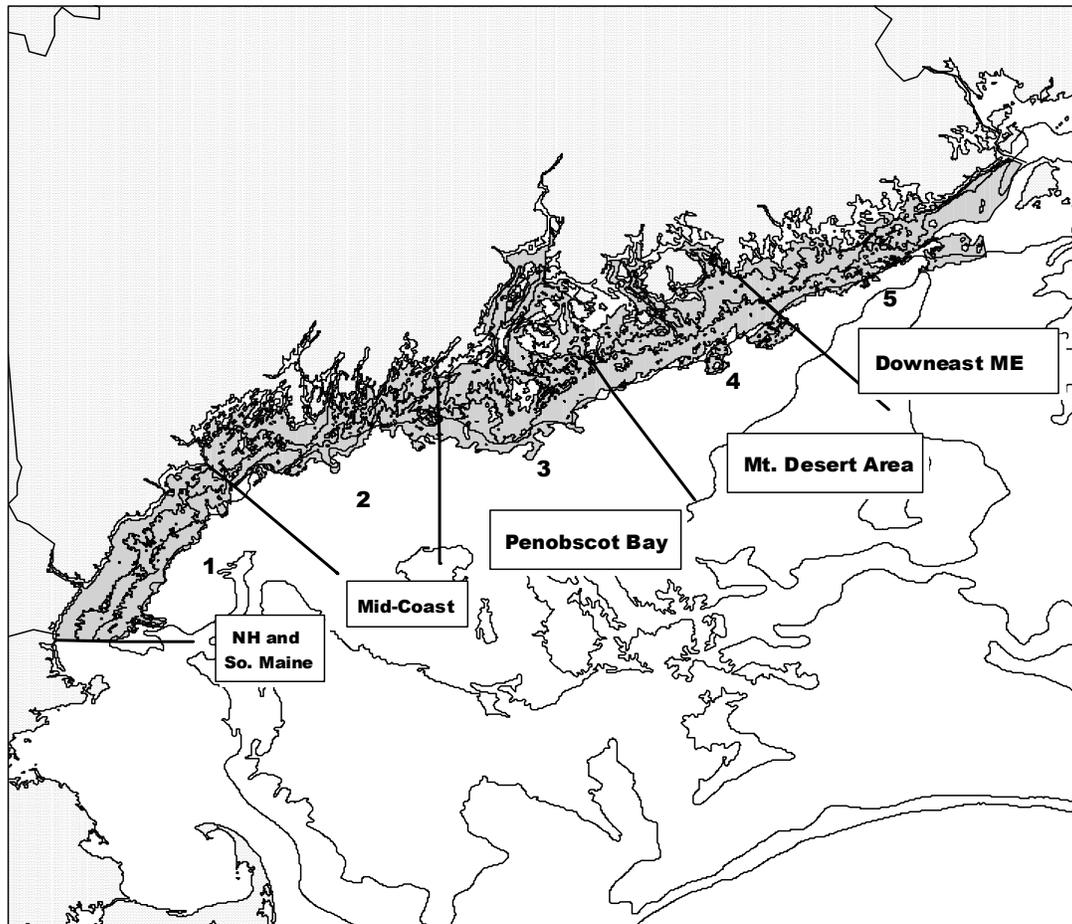 5
Downeast ME
4
Mt. Desert Area
3
2
Penobscot Bay
1
Mid-Coast
NH and
So. Maine